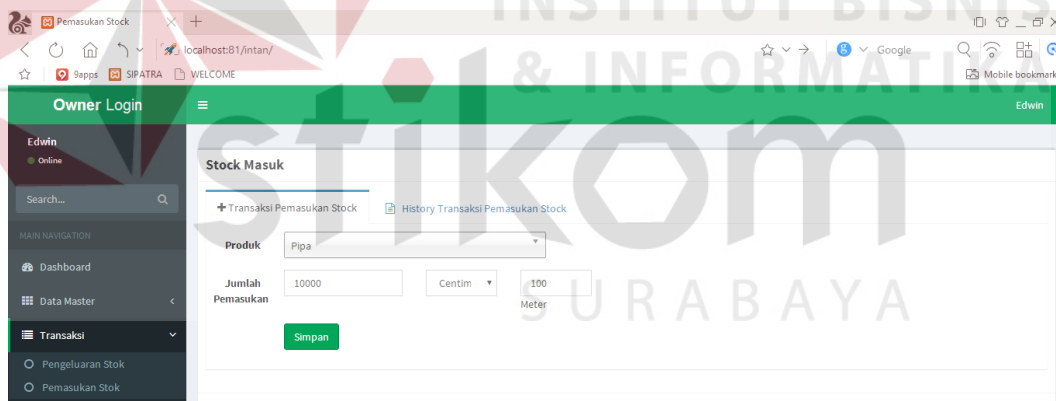 INSTITUT BISNIS
& INFORMATIKA
stikom
SURABAYA
Pemasukan Stock
localhost:81/intan/
Google
9apps
SIPATRA
WELCOME
Mobile bookmark
Owner Login
Edwin
Edwin
Online
Search...
MAIN NAVIGATION
Dashboard
Data Master
Transaksi
Pengeluaran Stok
Pemasukan Stok
Stock Masuk
Transaksi Pemasukan Stock
History Transaksi Pemasukan Stock
Produk
Pipa
Jumlah Pemasukan
10000
Centim
100
Meter
Simpan